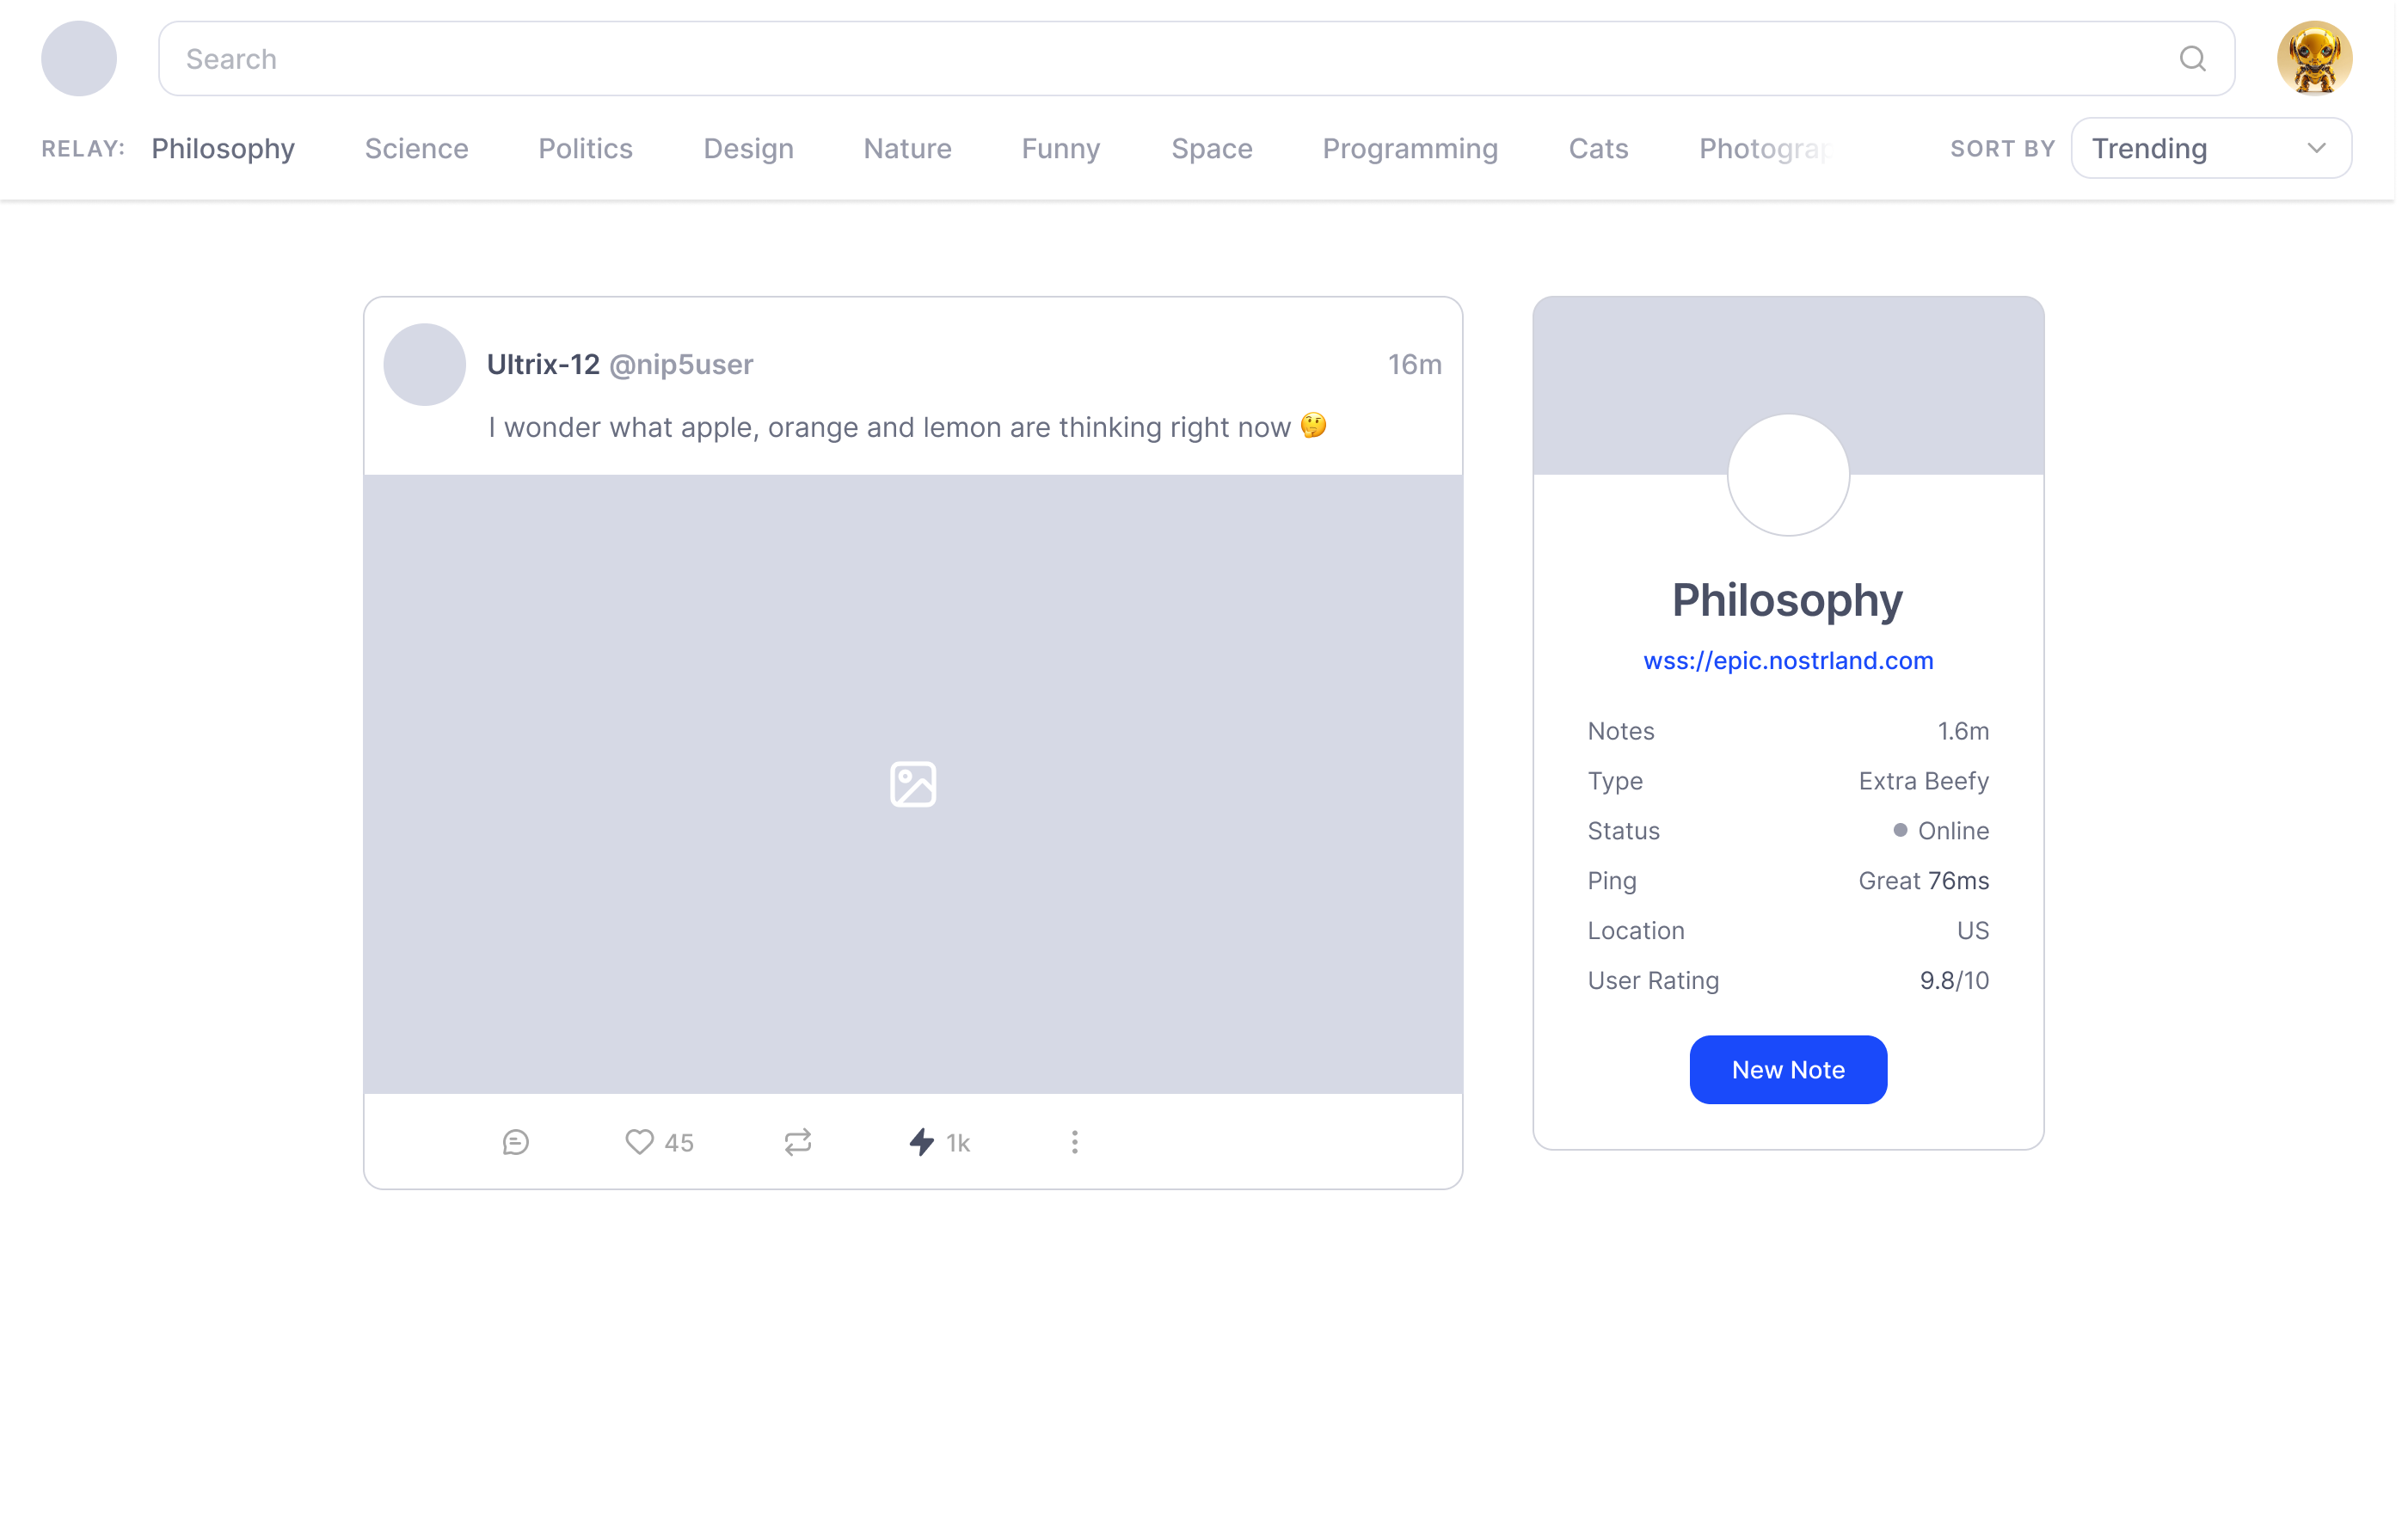 Search
RELAY: Philosophy Science Politics Design Nature Funny Space Programming Cats Photograp SORT BY Trending
Ultrix-12 @nip5user 16m
I wonder what apple, orange and lemon are thinking right now 🤔
45 1k
Philosophy
wss://epic.nostrland.com
Notes 1.6m
Type Extra Beefy
Status Online
Ping Great 76ms
Location US
User Rating 9.8/10
New Note